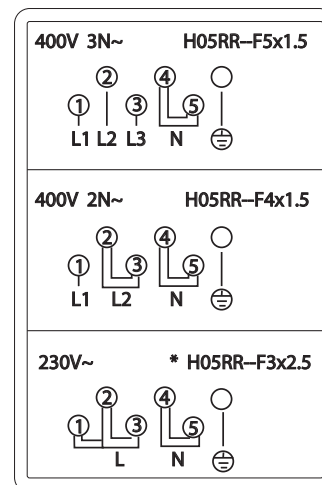 400V 3N~ H05RR--F5x1.5
2 4
1 3 5
L1 L2 L3 N
400V 2N~ H05RR--F4x1.5
2 4
1 3 5
L1 L2 N
230V~ * H05RR--F3x2.5
2 4
1 3 5
L N